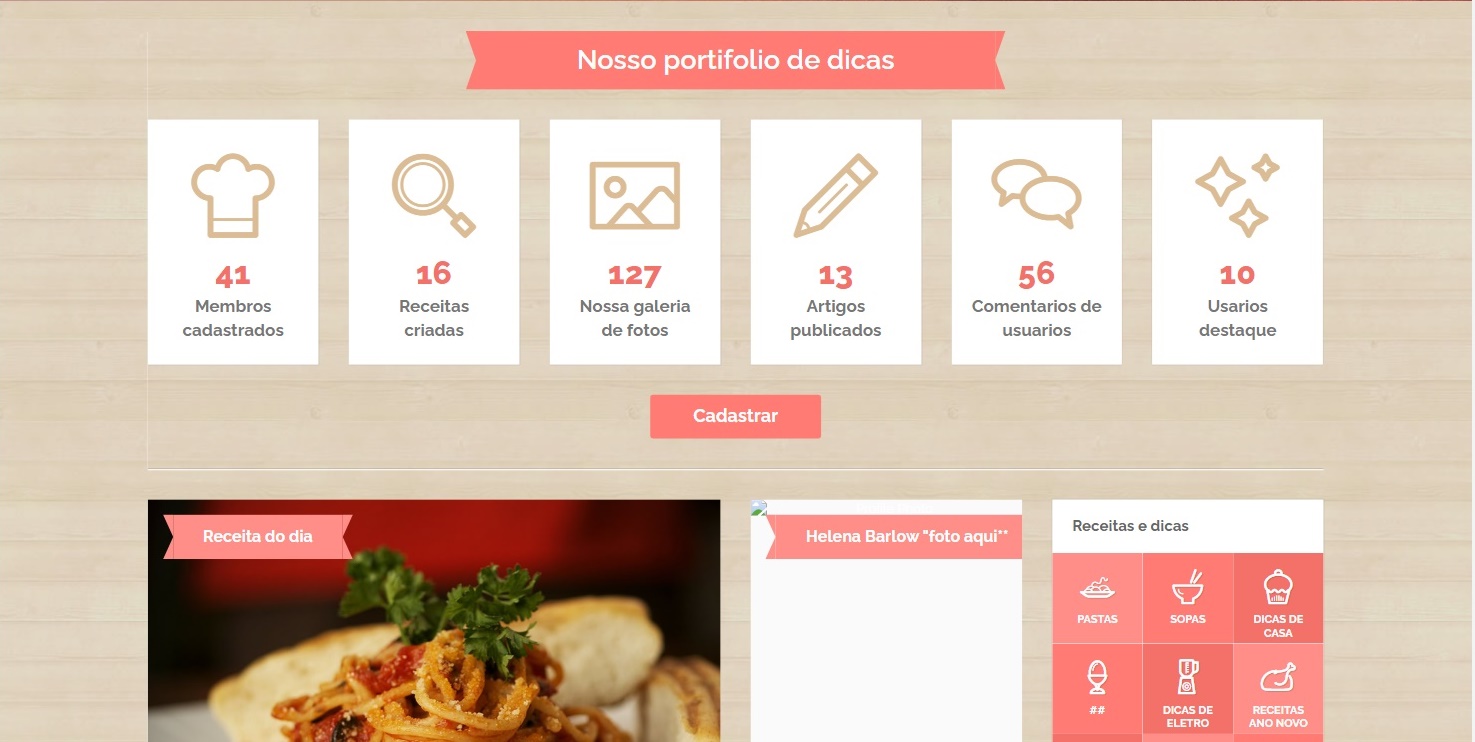 Nosso portifolio de dicas
41
Membros
cadastrados
16
Receitas
criadas
127
Nossa galeria
de fotos
13
Artigos
publicados
56
Comentarios de
usuarios
10
Usarios
destaque
Cadastrar
Receita do dia
Helena Barlow "foto aqui**
Receitas e dicas
PASTAS
SOPAS
DICAS DE
CASA
##
DICAS DE
ELETRO
RECEITAS
ANO NOVO